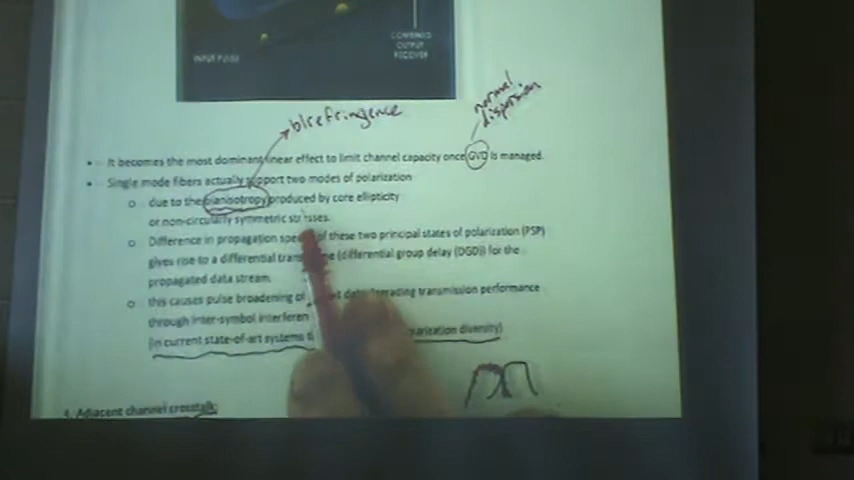 INPUT PULSE
COMBINED
OUTPUT
RECOVER
birefringence
normal
dispersion
• It becomes the most dominant linear effect to limit channel capacity once GVD is managed.
• Single mode fibers actually support two modes of polarization
o due to the bianisotropy produced by core ellipticity
or non-circularly symmetric stresses.
o Difference in propagation of these two principal states of polarization (PSP)
gives rise to a differential (differential group delay (DGD)) for the
propagated data stream.
o this causes pulse broadening of transmission performance
through inter-symbol
(in current state-of-art systems diversity)
4. Adjacent channel crosstalk: